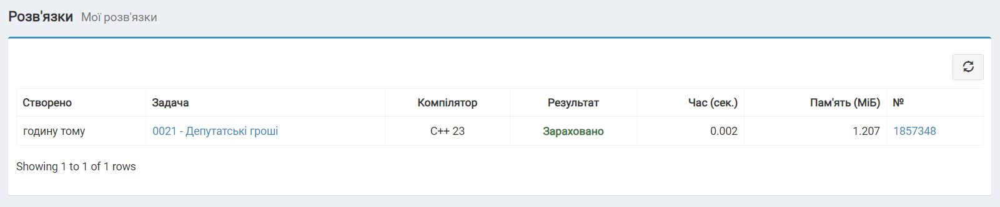 Розв'язки Мої розв'язки
Створено Задача Компілятор Результат Час (сек.) Пам'ять (МіБ) №
годину тому 0021 - Депутатські гроші C++ 23 Зараховано 0.002 1.207 1857348
Showing 1 to 1 of 1 rows